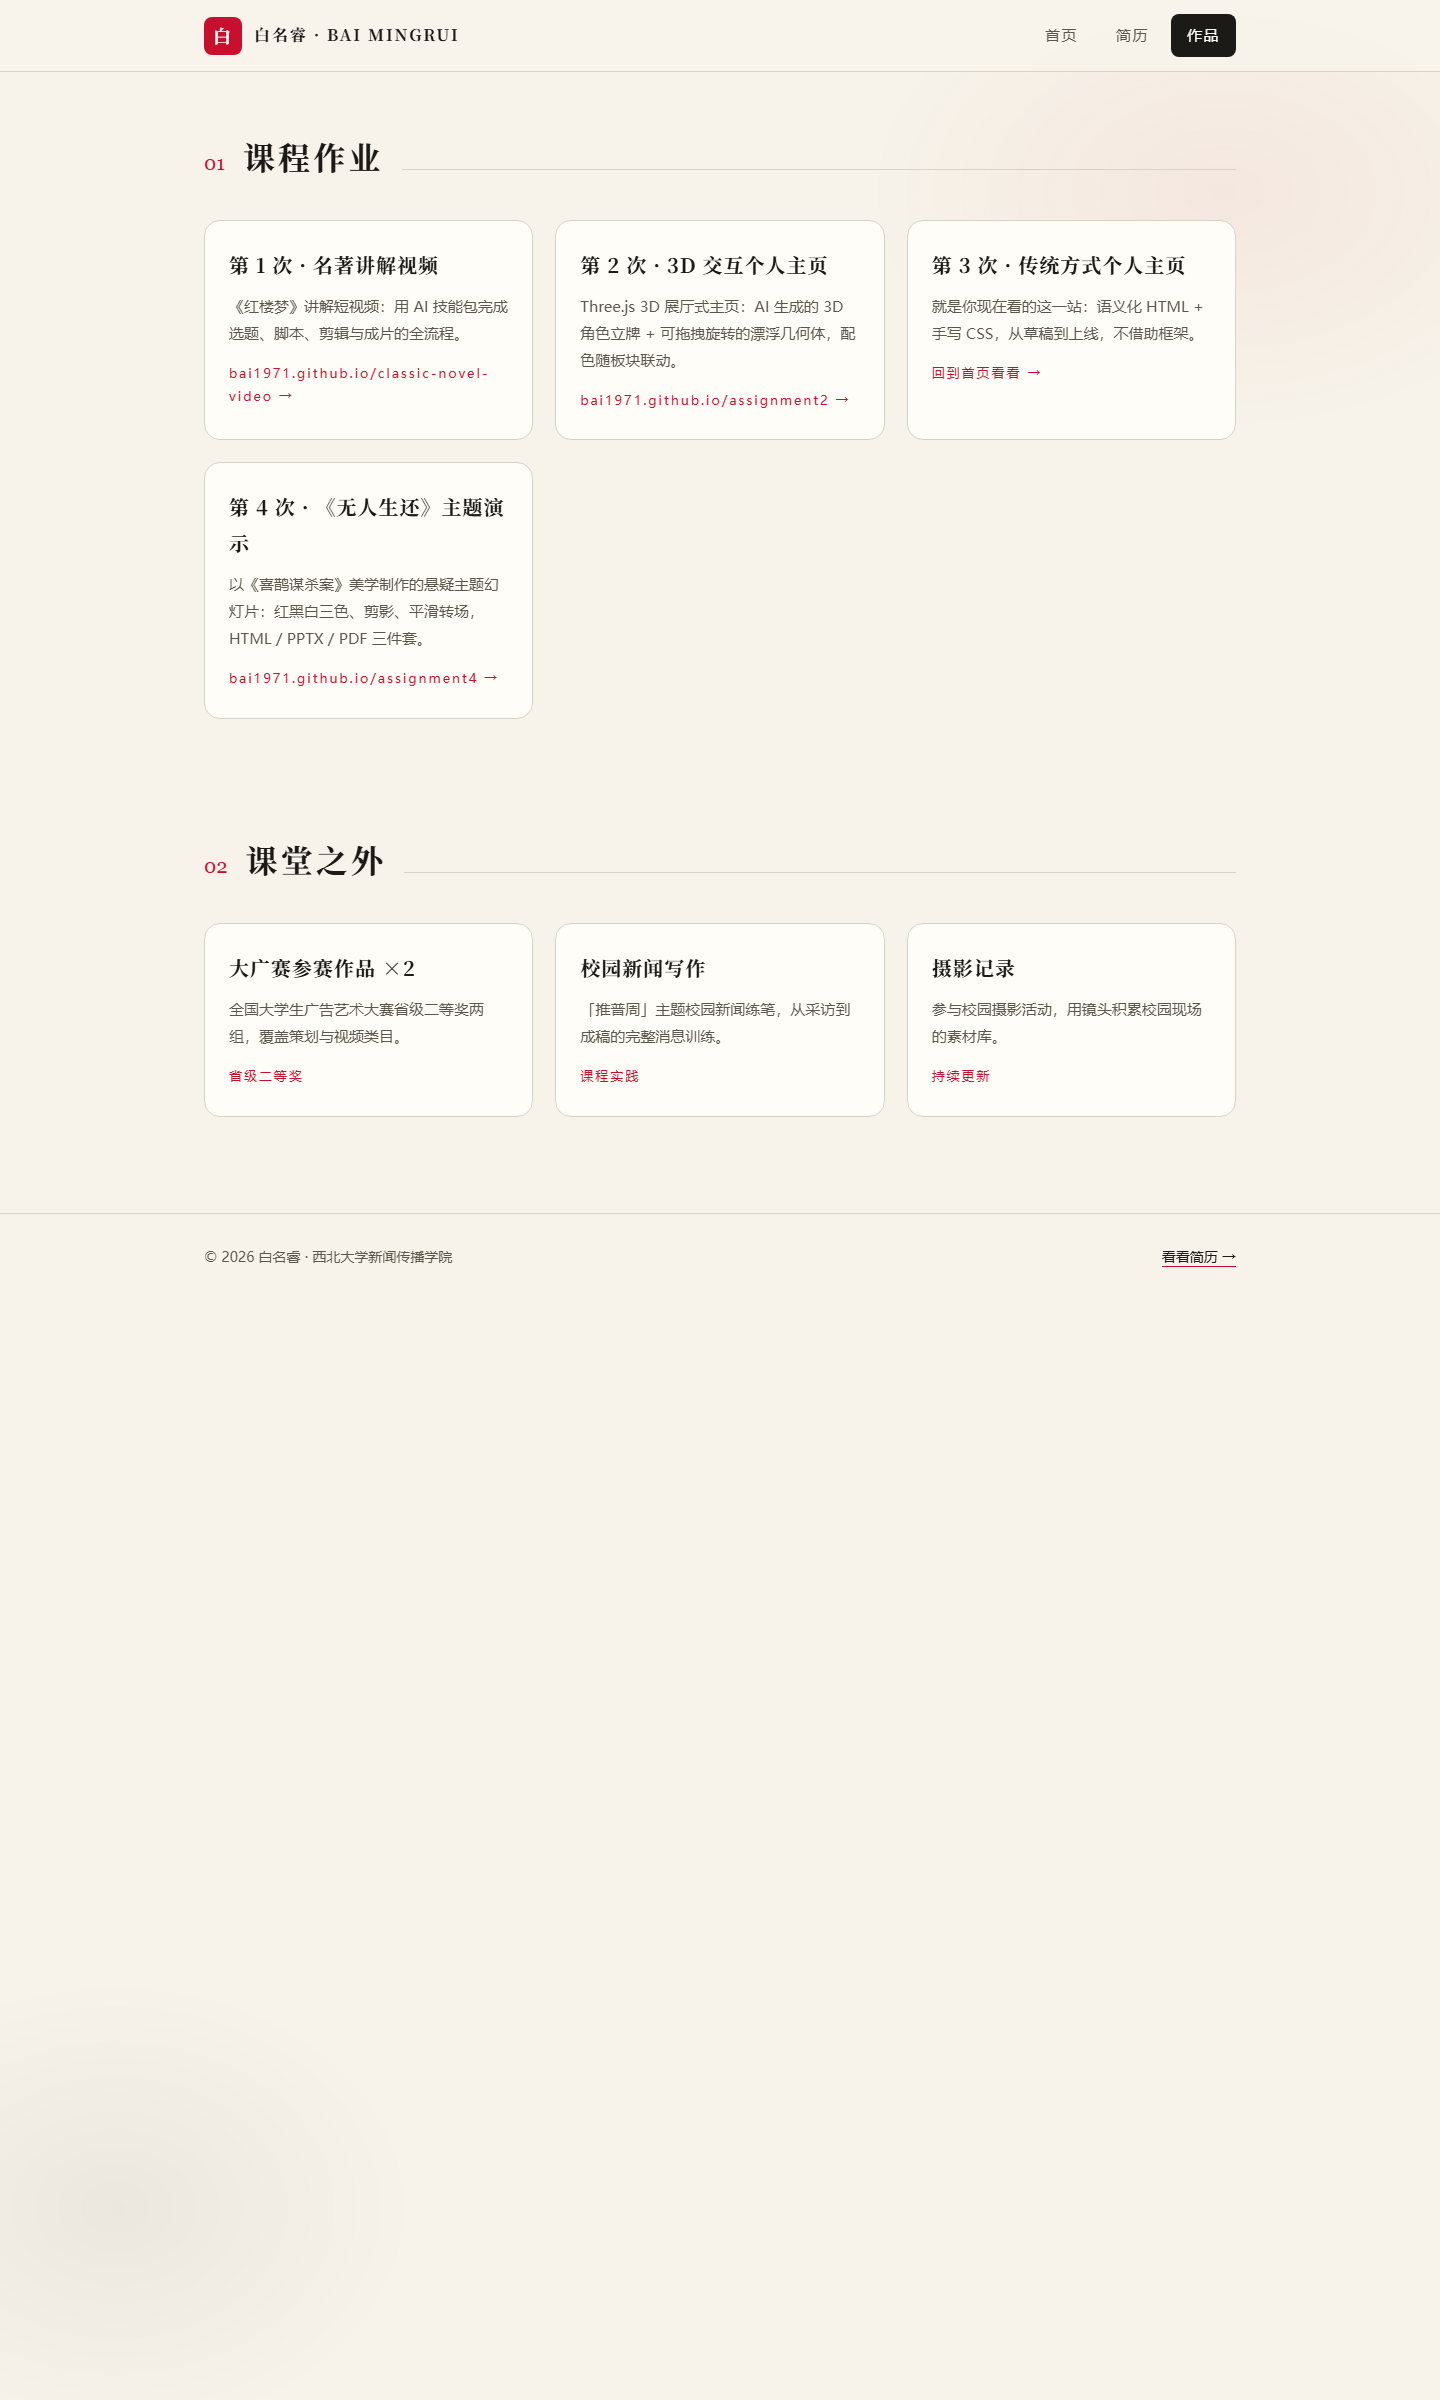 白 白名睿 · BAI MINGRUI 首页 简历 作品
01 课程作业
第 1 次 · 名著讲解视频
《红楼梦》讲解短视频：用 AI 技能包完成
选题、脚本、剪辑与成片的全流程。
bai1971.github.io/classic-novel-
video →
第 2 次 · 3D 交互个人主页
Three.js 3D 展厅式主页：AI 生成的 3D
角色立牌 + 可拖拽旋转的漂浮几何体，配
色随板块联动。
bai1971.github.io/assignment2 →
第 3 次 · 传统方式个人主页
就是你现在看的这一站：语义化 HTML +
手写 CSS，从草稿到上线，不借助框架。
回到首页看看 →
第 4 次 · 《无人生还》主题演
示
以《喜鹊谋杀案》美学制作的悬疑主题幻
灯片：红黑白三色、剪影、平滑转场，
HTML / PPTX / PDF 三件套。
bai1971.github.io/assignment4 →
02 课堂之外
大广赛参赛作品 ×2
全国大学生广告艺术大赛省级二等奖两
组，覆盖策划与视频类目。
省级二等奖
校园新闻写作
「推普周」主题校园新闻练笔，从采访到
成稿的完整消息训练。
课程实践
摄影记录
参与校园摄影活动，用镜头积累校园现场
的素材库。
持续更新
© 2026 白名睿 · 西北大学新闻传播学院 看看简历 →